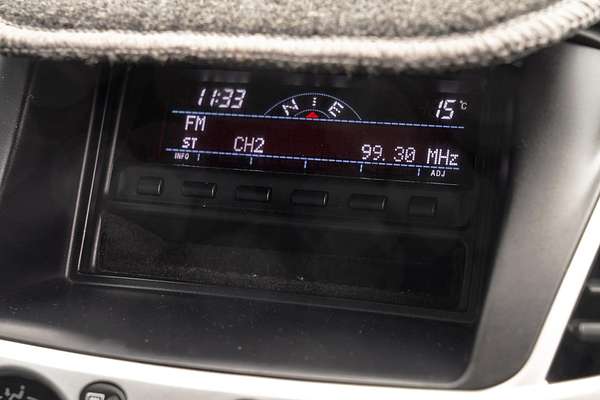 11:33 N E 15°C
FM
ST CH2 99.30 MHz
INFO ADJ